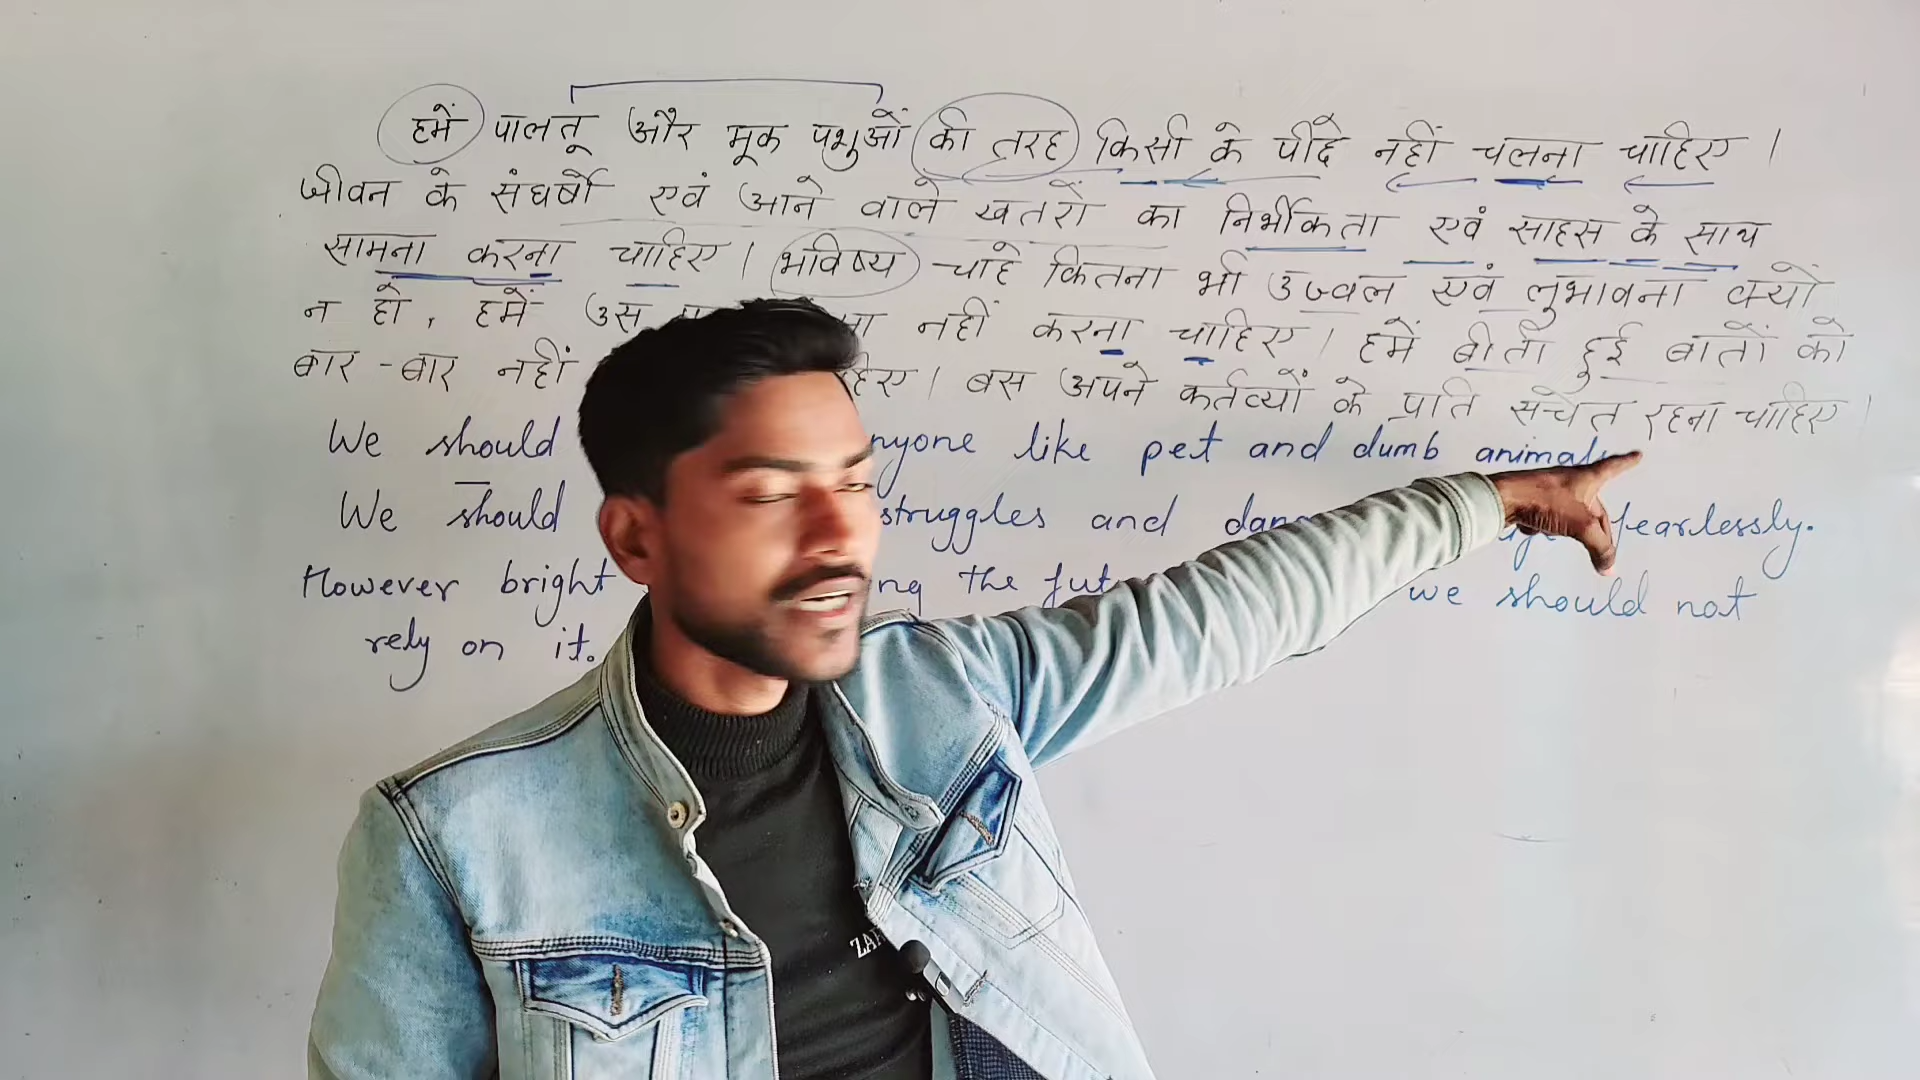 हमें पालतू और मूक पशुओं की तरह किसी के पीछे नहीं चलना चाहिए।
जीवन के संघर्षों एवं आने वाले खतरों का निर्भीकता एवं साहस के साथ
सामना करना चाहिए। भविष्य चाहे कितना भी उज्वल एवं लुभावना क्यों
न हो, हमें उस नहीं करना चाहिए। हमें बीती हुई बातों को
बार-बार नहीं बस अपने कर्तव्यों के प्रति सचेत रहना चाहिए।
We should like pet and dumb animals
We should struggles and fearlessly.
However bright the we should not
rely on it.